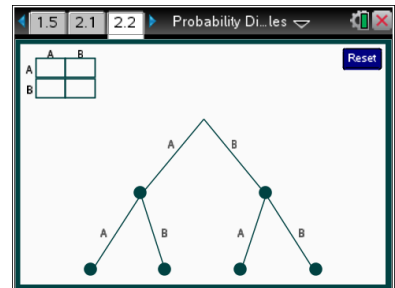 1.5 2.1 2.2 Probability Di...les
Reset
A B
A
B
A B
A B A B